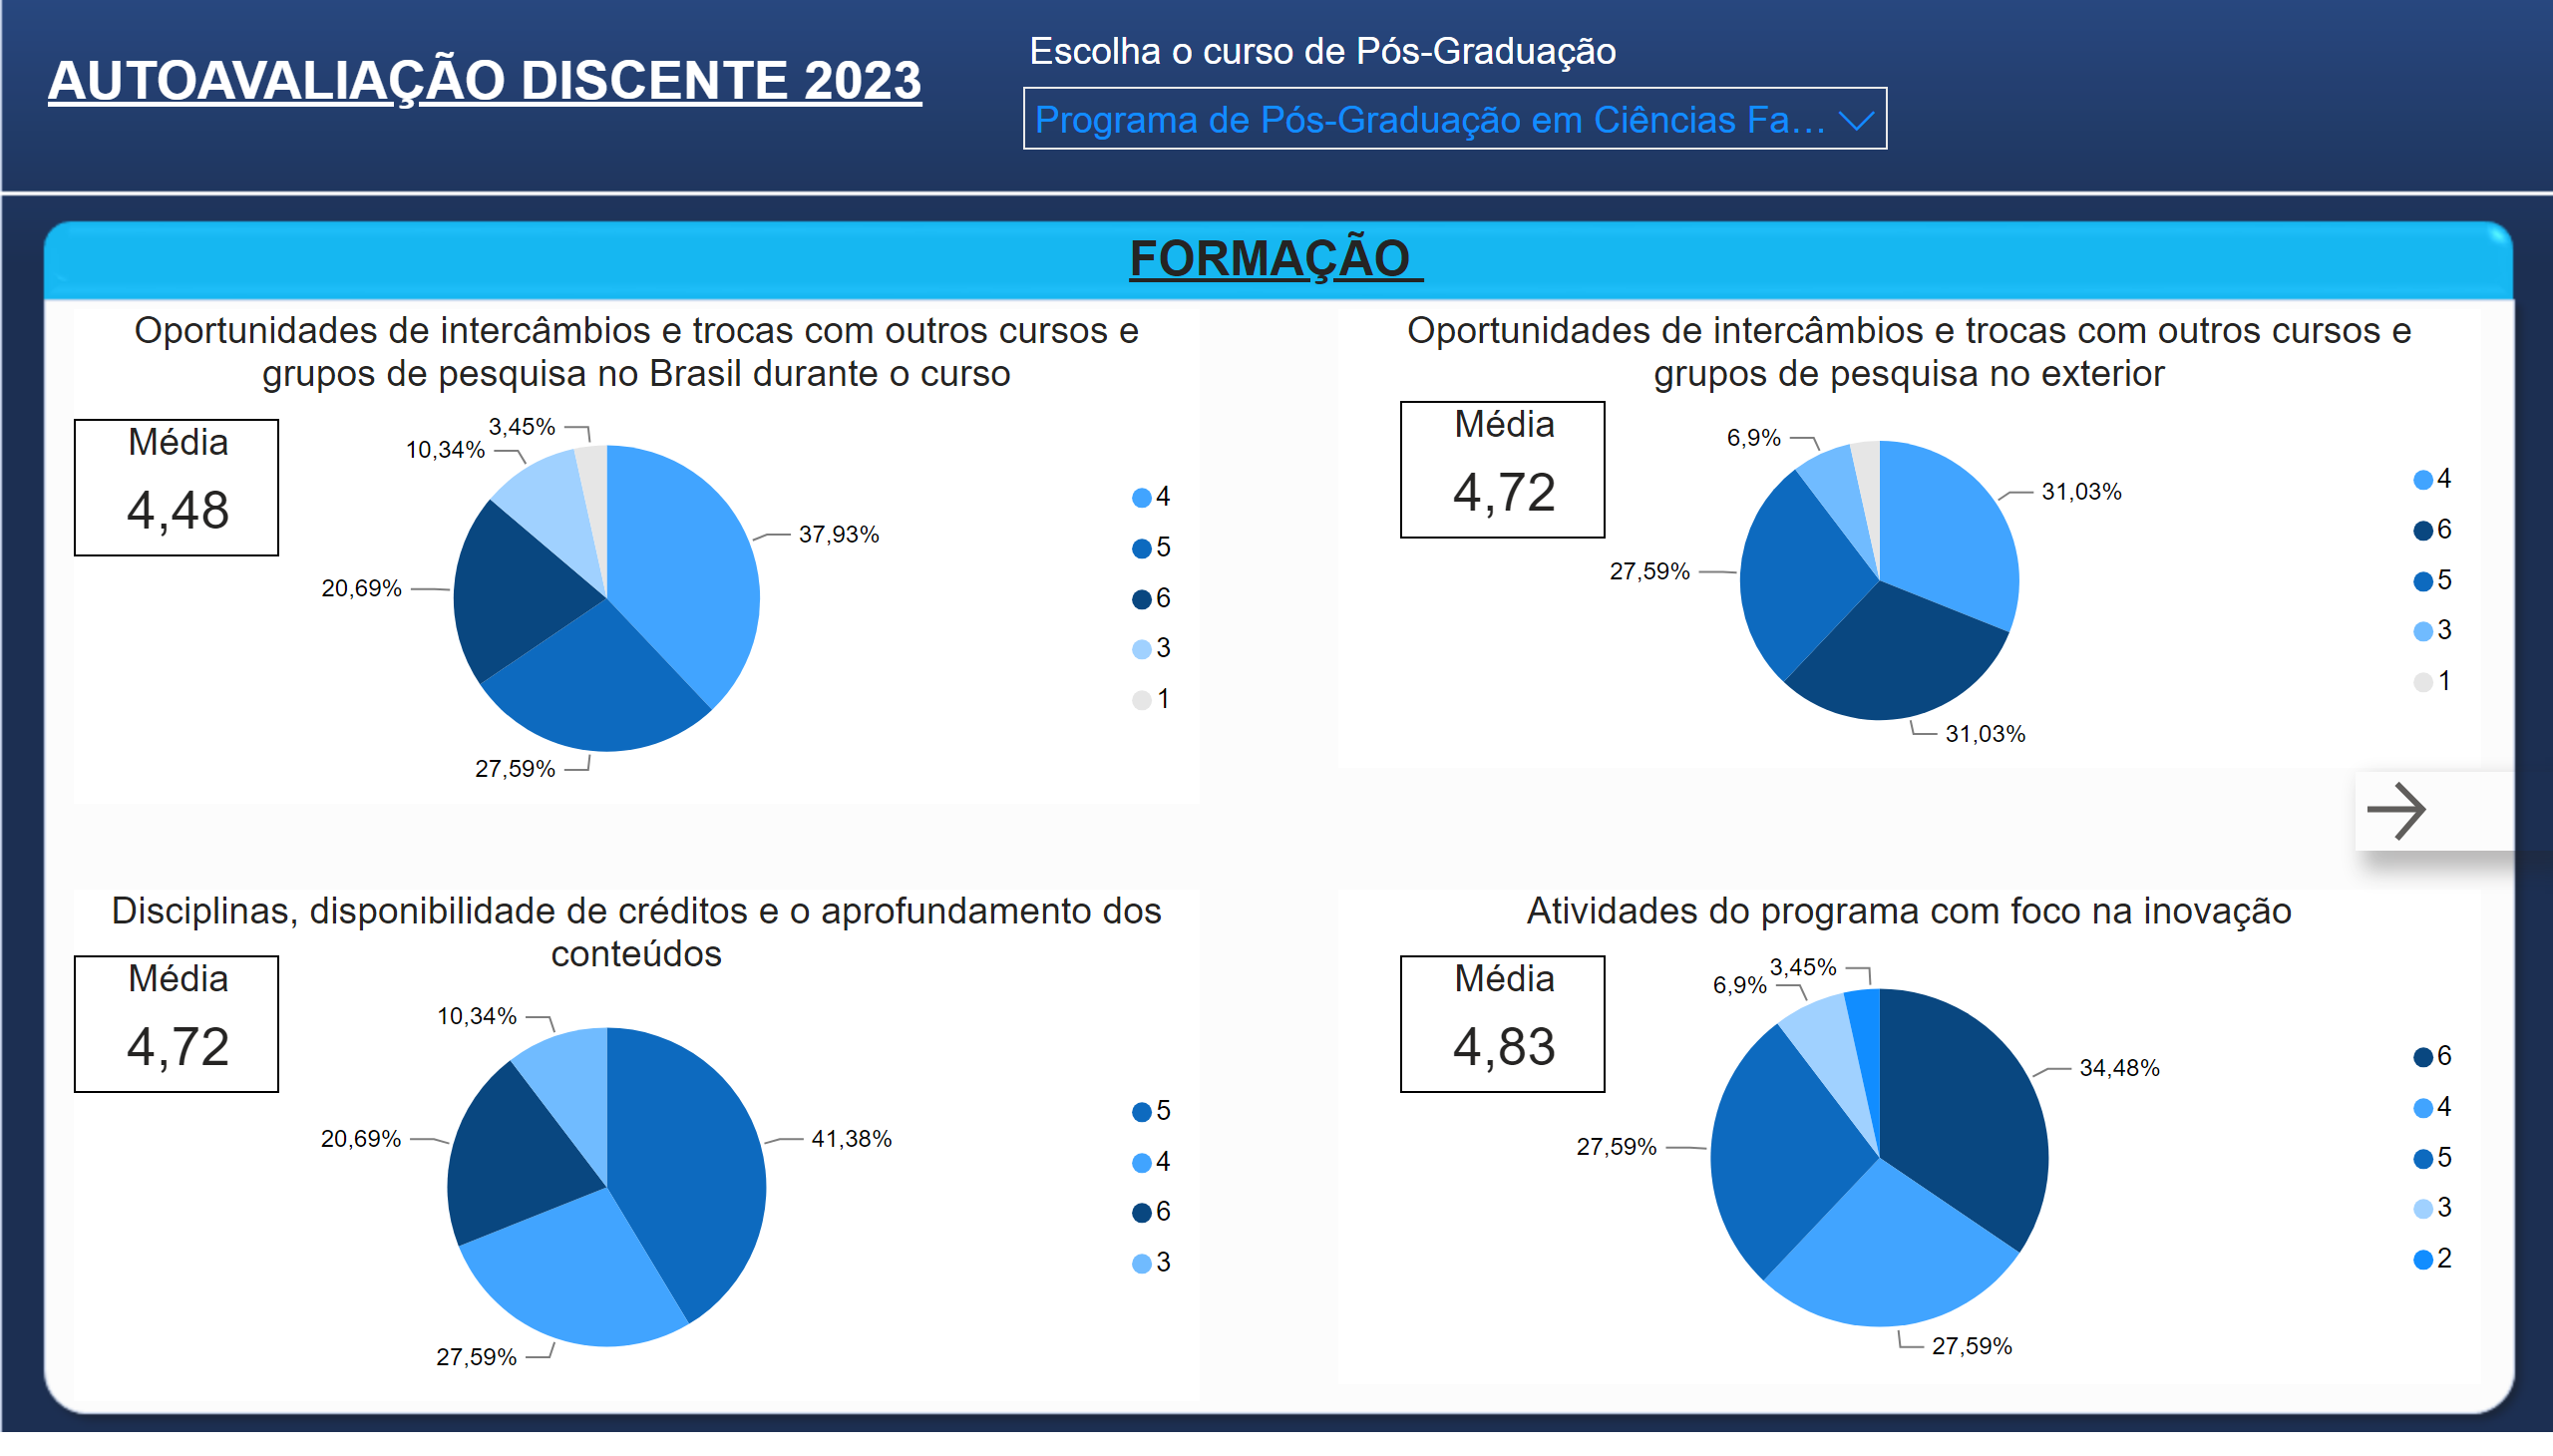 AUTOAVALIAÇÃO DISCENTE 2023
Escolha o curso de Pós-Graduação
Programa de Pós-Graduação em Ciências Fa...
FORMAÇÃO
Oportunidades de intercâmbios e trocas com outros cursos e
grupos de pesquisa no Brasil durante o curso
Média
4,48
3,45%
10,34%
37,93%
20,69%
27,59%
4
5
6
3
1
Oportunidades de intercâmbios e trocas com outros cursos e
grupos de pesquisa no exterior
Média
4,72
6,9%
31,03%
27,59%
31,03%
4
6
5
3
1
Disciplinas, disponibilidade de créditos e o aprofundamento dos
conteúdos
Média
4,72
10,34%
20,69%
41,38%
27,59%
5
4
6
3
Atividades do programa com foco na inovação
Média
4,83
3,45%
6,9%
34,48%
27,59%
27,59%
6
4
5
3
2